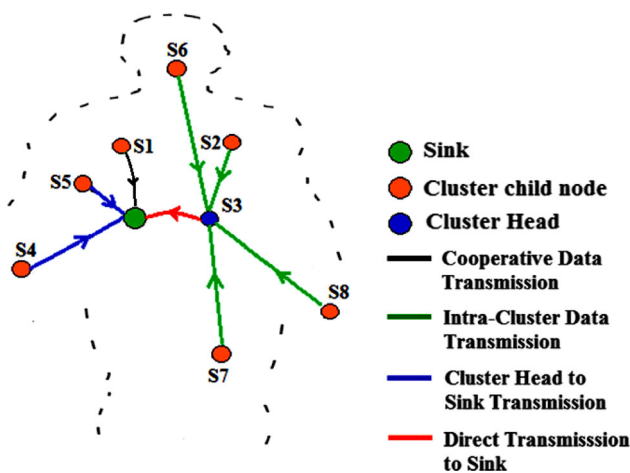 S6
S1
S2
S5
S3
S4
S8
S7
Sink
Cluster child node
Cluster Head
Cooperative Data
Transmission
Intra-Cluster Data
Transmission
Cluster Head to
Sink Transmission
Direct Transmisssion
to Sink